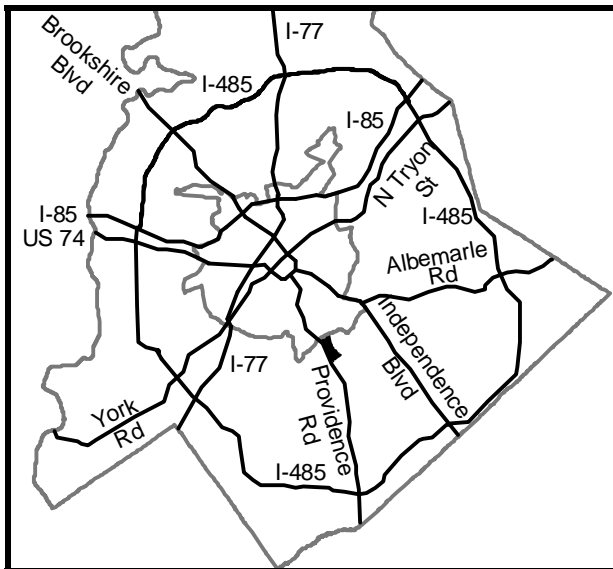 I-77
Brookshire
Blvd
I-485
I-85
N Tryon
St
I-85
US 74
I-485
Albemarle
Rd
Independence
Blvd
I-77
Providence
Rd
York
Rd
I-485